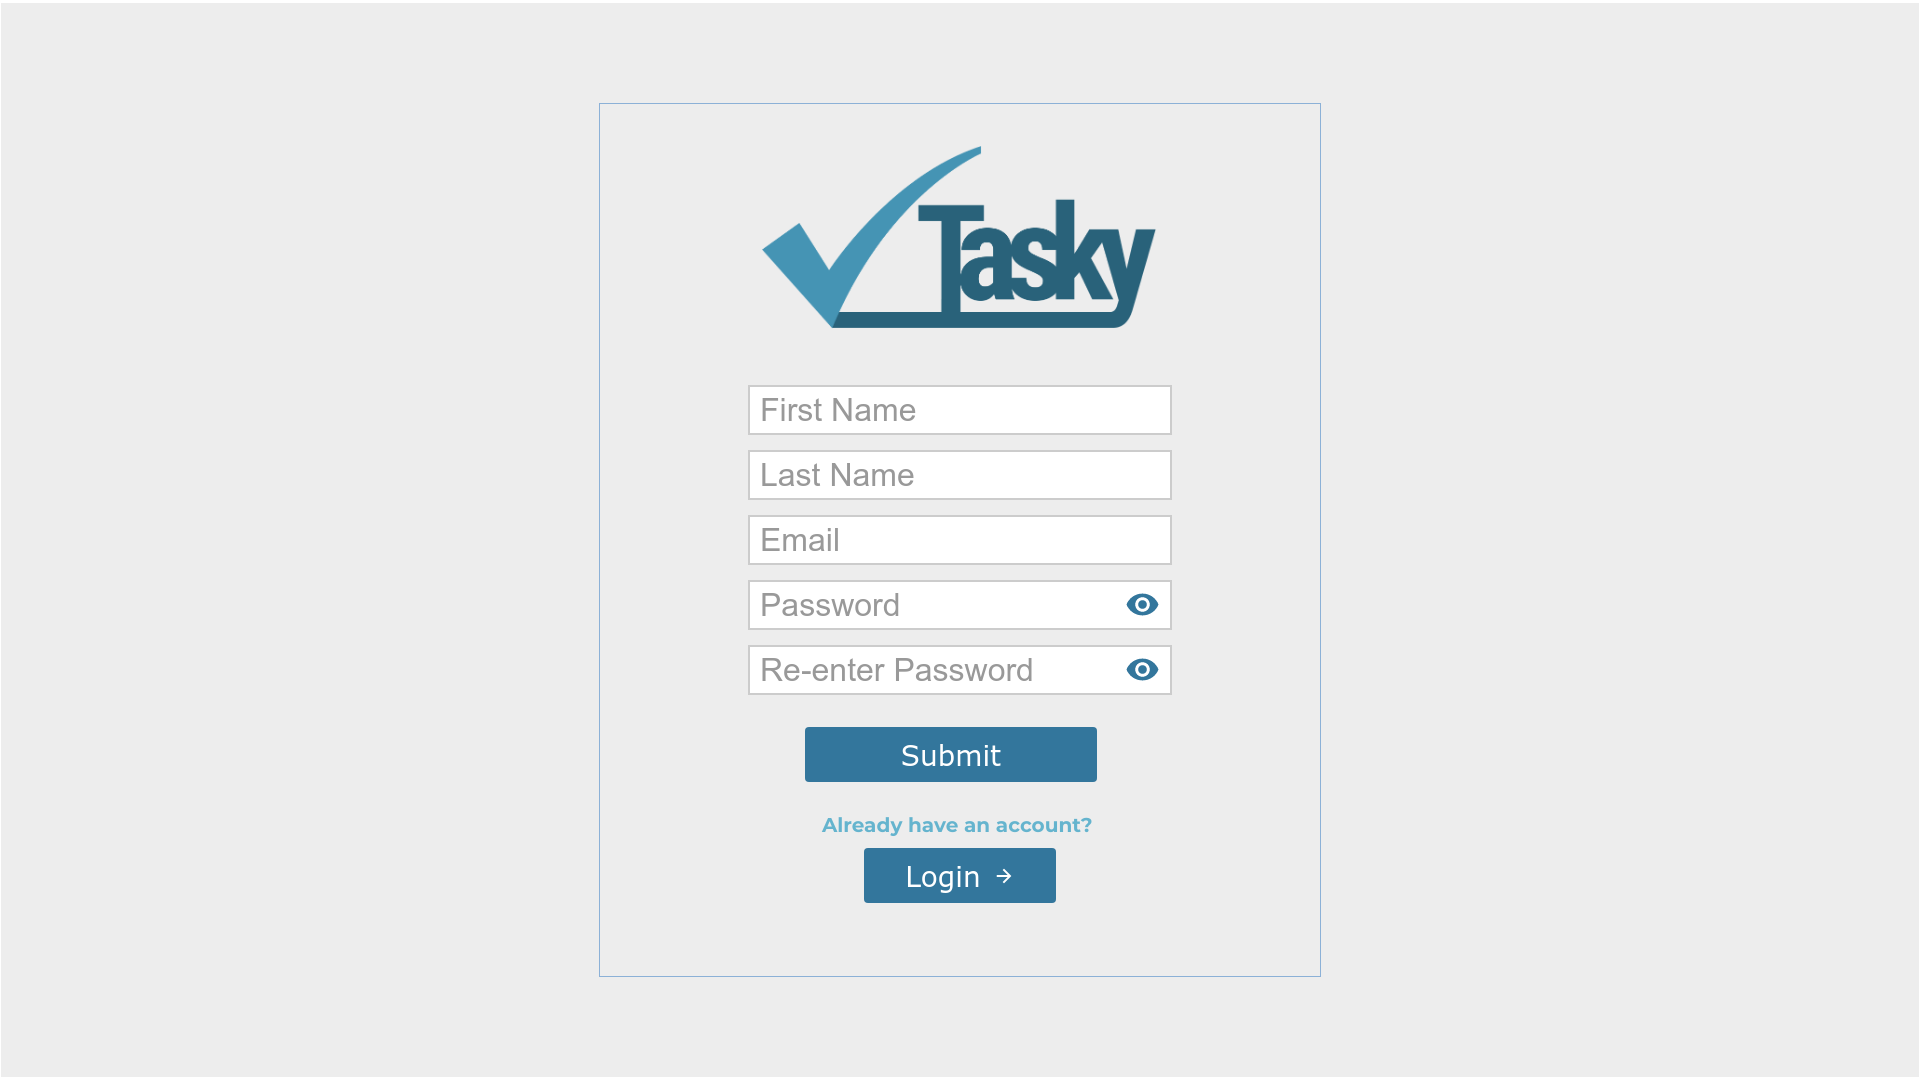 Tasky
First Name
Last Name
Email
Password
Re-enter Password
Submit
Already have an account?
Login →